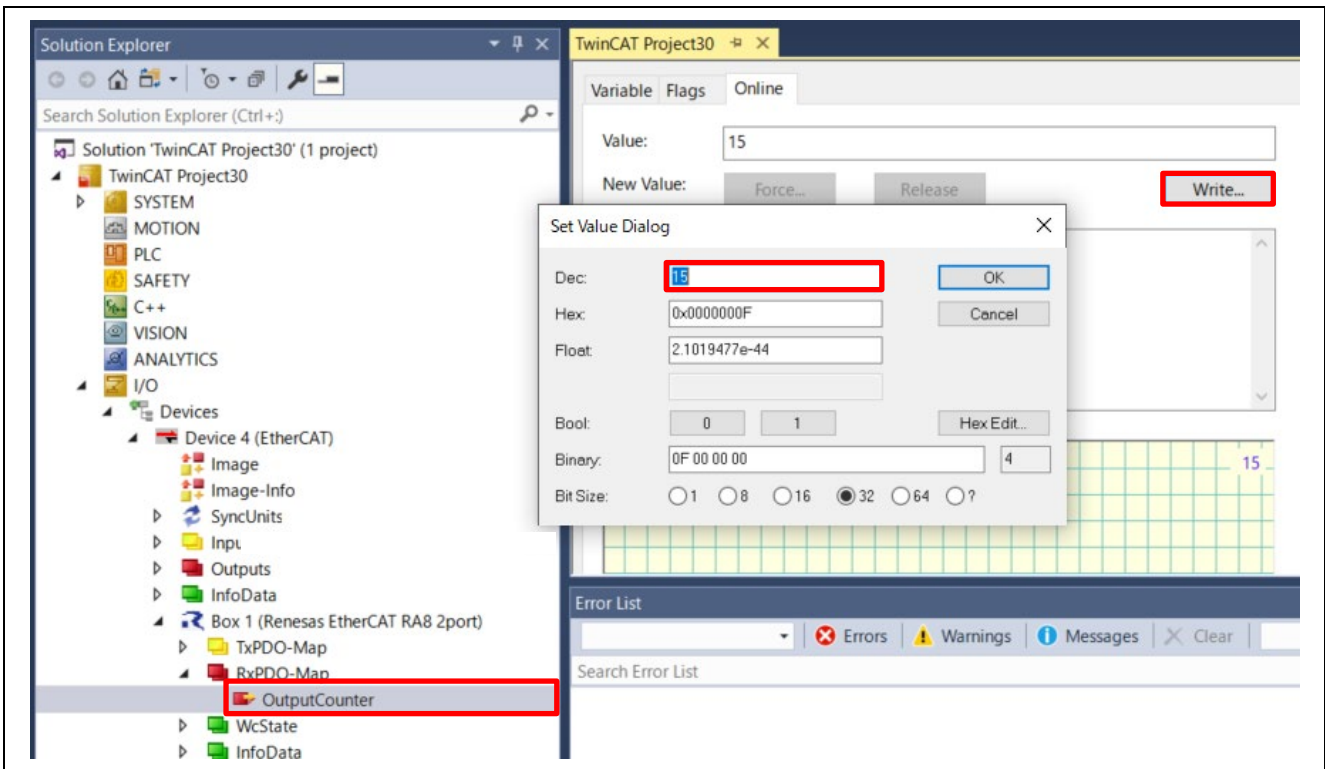 Solution Explorer
Search Solution Explorer (Ctrl+:)
Solution 'TwinCAT Project30' (1 project)
TwinCAT Project30
SYSTEM
MOTION
PLC
SAFETY
C++
VISION
ANALYTICS
I/O
Devices
Device 4 (EtherCAT)
Image
Image-Info
SyncUnits
Inpu
Outputs
InfoData
Box 1 (Renesas EtherCAT RA8 2port)
TxPDO-Map
RxPDO-Map
OutputCounter
WcState
InfoData
TwinCAT Project30
Variable Flags Online
Value: 15
New Value: Force... Release Write...
Set Value Dialog
Dec: 15 OK
Hex: 0x0000000F Cancel
Float: 2.1019477e-44
Bool: 0 1 Hex Edit...
Binary: 0F 00 00 00 4
Bit Size: 1 8 16 32 64 ?
15
Error List
Errors Warnings Messages Clear
Search Error List